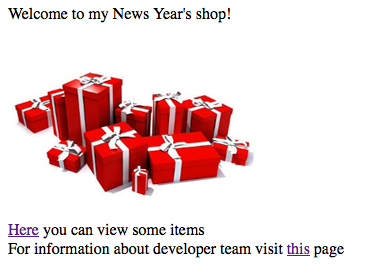 Welcome to my News Year's shop!
Here you can view some items
For information about developer team visit this page